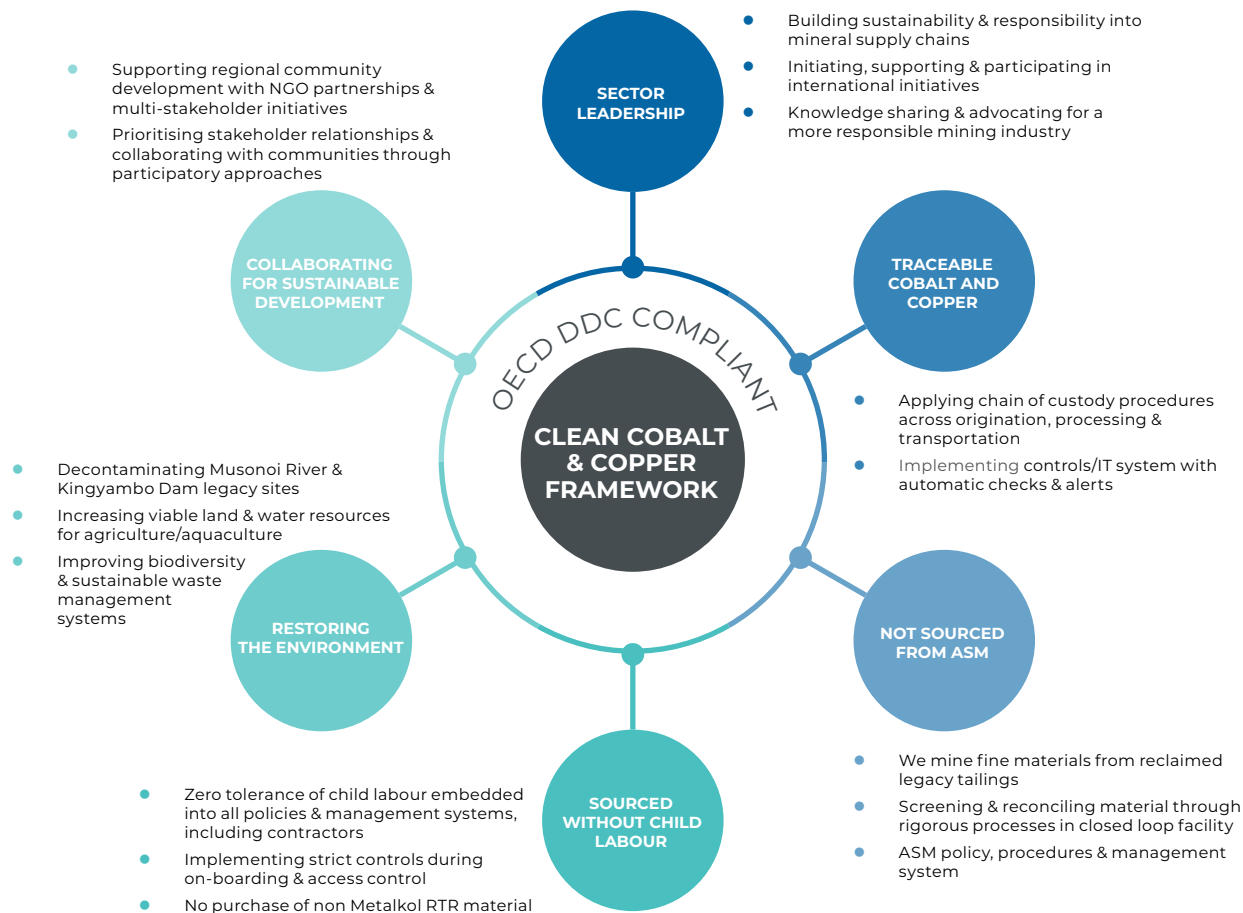 SECTOR
LEADERSHIP
Building sustainability & responsibility into
mineral supply chains
Initiating, supporting & participating in
international initiatives
Knowledge sharing & advocating for a
more responsible mining industry
Supporting regional community
development with NGO partnerships &
multi-stakeholder initiatives
Prioritising stakeholder relationships &
collaborating with communities through
participatory approaches
COLLABORATING
FOR SUSTAINABLE
DEVELOPMENT
TRACEABLE
COBALT AND
COPPER
Applying chain of custody procedures
across origination, processing &
transportation
Implementing controls/IT system with
automatic checks & alerts
OECD DDC COMPLIANT
CLEAN COBALT
& COPPER
FRAMEWORK
Decontaminating Musonoi River &
Kingyambo Dam legacy sites
Increasing viable land & water resources
for agriculture/aquaculture
Improving biodiversity
& sustainable waste
management
systems
RESTORING
THE ENVIRONMENT
NOT SOURCED
FROM ASM
We mine fine materials from reclaimed
legacy tailings
Screening & reconciling material through
rigorous processes in closed loop facility
ASM policy, procedures & management
system
SOURCED
WITHOUT CHILD
LABOUR
Zero tolerance of child labour embedded
into all policies & management systems,
including contractors
Implementing strict controls during
on-boarding & access control
No purchase of non Metalkol RTR material